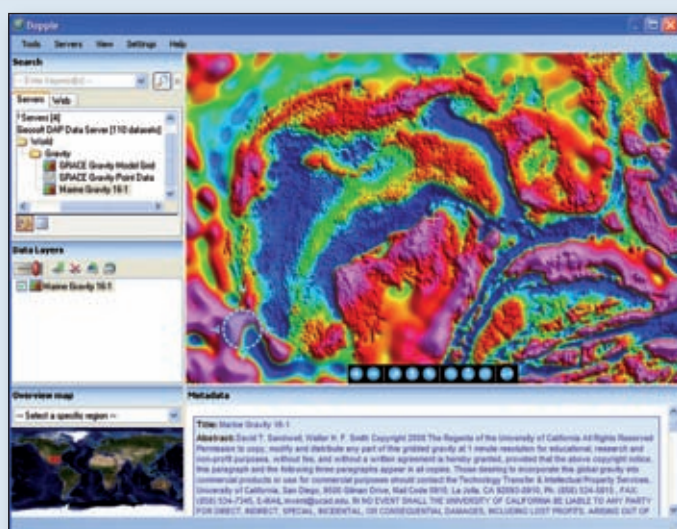 Dapple
Tools Servers View Settings Help
Search
Servers Web
Servers [4]
Geosoft DAP Data Server [110 datasets]
World
Gravity
GRACE Gravity Model Grid
GRACE Gravity Point Data
Marine Gravity 16-1
Data Layers
Marine Gravity 16-1
Overview map
-- Select a specific region --
Metadata
Title: Marine Gravity 16-1
Abstract: David T. Sandwell, Walter H. F. Smith Copyright 2008 The Regents of the University of California All Rights Reserved
Permission to copy, modify and distribute any part of this gridded gravity at 1 minute resolution for educational, research and
non-profit purposes, without fee, and without a written agreement is hereby granted, provided that the above copyright notice,
this paragraph and the following three paragraphs appear in all copies. Those desiring to incorporate this global gravity into
commercial products or use for commercial purposes should contact the Technology Transfer & Intellectual Property Services,
University of California, San Diego, 9500 Gilman Drive, Mail Code 0910, La Jolla, CA 92093-0910, Ph: (858) 534-5815, FAX:
(858) 534-7345, E-MAIL: IN NO EVENT SHALL THE UNIVERSITY OF CALIFORNIA BE LIABLE TO ANY PARTY
FOR DIRECT, INDIRECT, SPECIAL, INCIDENTAL, OR CONSEQUENTIAL DAMAGES, INCLUDING LOST PROFITS, ARISING OUT OF